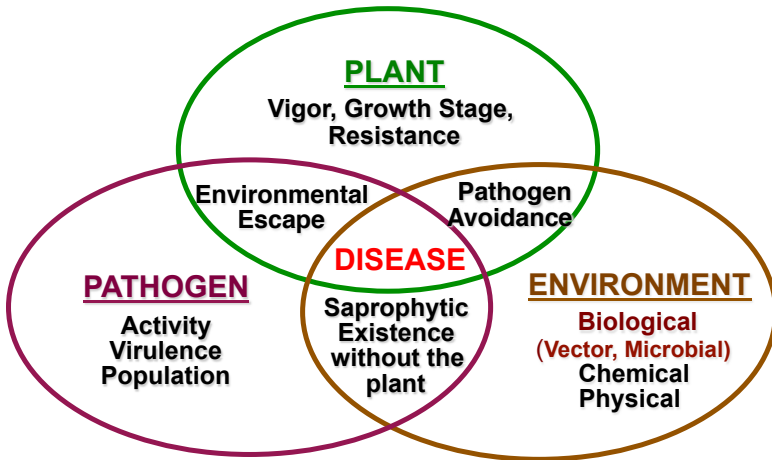 PLANT
Vigor, Growth Stage,
Resistance
Environmental
Escape
Pathogen
Avoidance
DISEASE
PATHOGEN
Activity
Virulence
Population
Saprophytic
Existence
without the
plant
ENVIRONMENT
Biological
(Vector, Microbial)
Chemical
Physical